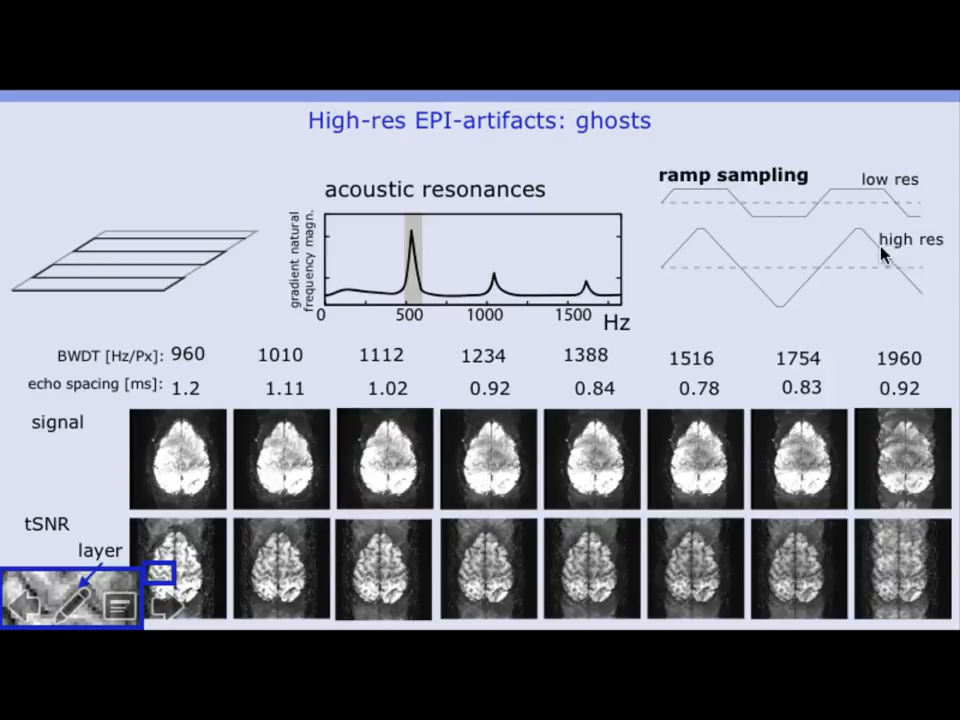 High-res EPI-artifacts: ghosts
acoustic resonances
gradient natural
frequency magn.
0 500 1000 1500 Hz
ramp sampling
low res
high res
BWDT [Hz/Px]: 960 1010 1112 1234 1388 1516 1754 1960
echo spacing [ms]: 1.2 1.11 1.02 0.92 0.84 0.78 0.83 0.92
signal
tSNR
layer